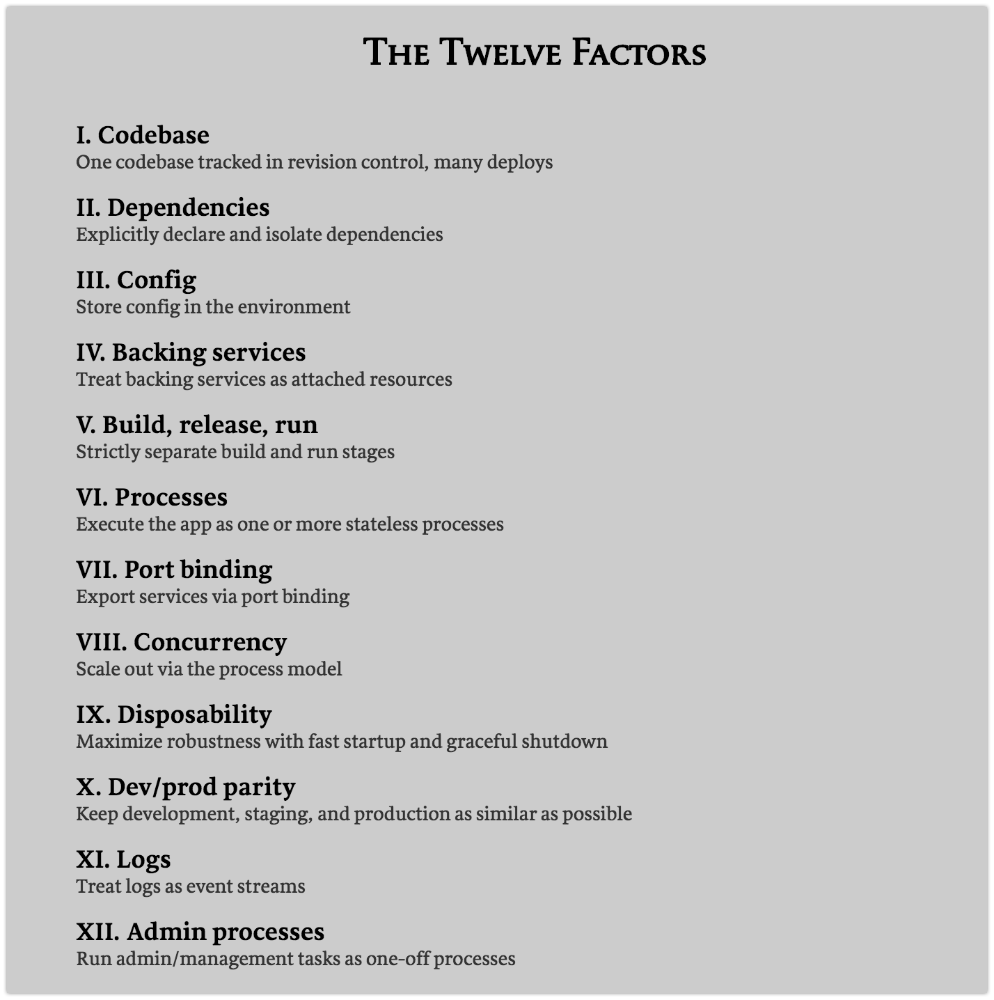 The Twelve Factors
I. Codebase
One codebase tracked in revision control, many deploys
II. Dependencies
Explicitly declare and isolate dependencies
III. Config
Store config in the environment
IV. Backing services
Treat backing services as attached resources
V. Build, release, run
Strictly separate build and run stages
VI. Processes
Execute the app as one or more stateless processes
VII. Port binding
Export services via port binding
VIII. Concurrency
Scale out via the process model
IX. Disposability
Maximize robustness with fast startup and graceful shutdown
X. Dev/prod parity
Keep development, staging, and production as similar as possible
XI. Logs
Treat logs as event streams
XII. Admin processes
Run admin/management tasks as one-off processes